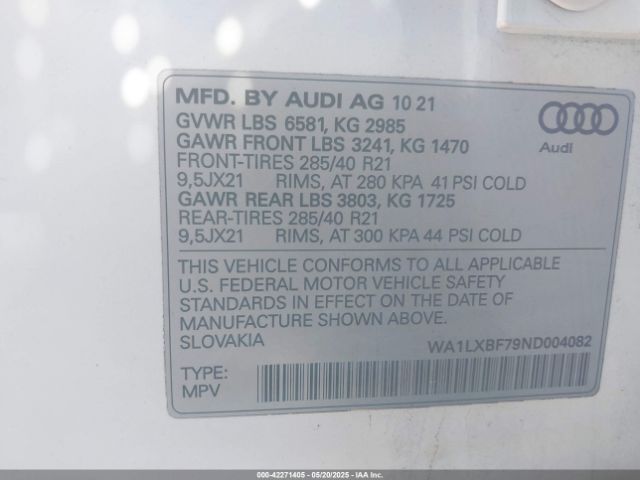 MFD. BY AUDI AG 10 21
GVWR LBS 6581, KG 2985
GAWR FRONT LBS 3241, KG 1470
FRONT-TIRES 285/40 R21
9,5JX21 RIMS, AT 280 KPA 41 PSI COLD
GAWR REAR LBS 3803, KG 1725
REAR-TIRES 285/40 R21
9,5JX21 RIMS, AT 300 KPA 44 PSI COLD
Audi
THIS VEHICLE CONFORMS TO ALL APPLICABLE
U.S. FEDERAL MOTOR VEHICLE SAFETY
STANDARDS IN EFFECT ON THE DATE OF
MANUFACTURE SHOWN ABOVE.
SLOVAKIA
WA1LXBF79ND004082
TYPE:
MPV
000-42271405 - 05/20/2025 - IAA, Inc.